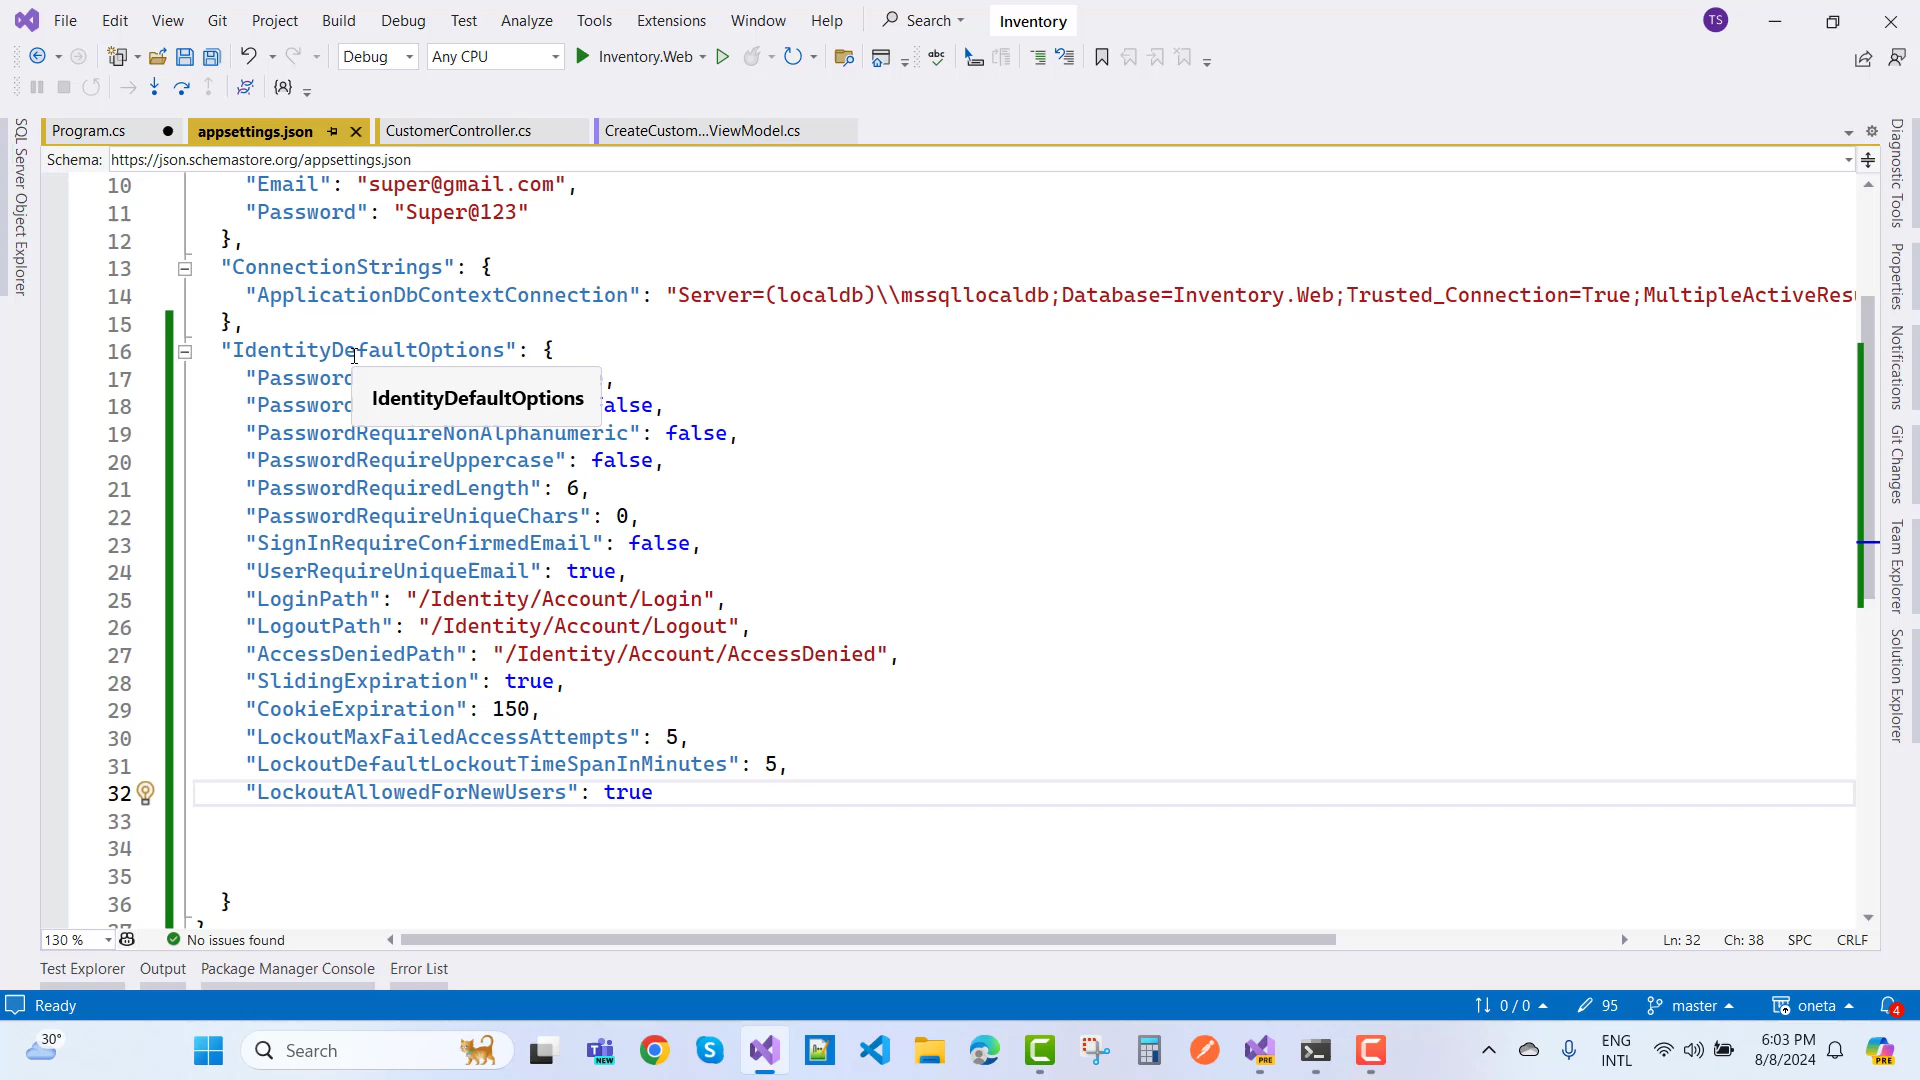 File Edit View Git Project Build Debug Test Analyze Tools Extensions Window Help Search Inventory TS
Debug Any CPU Inventory.Web
Program.cs appsettings.json CustomerController.cs CreateCustom...ViewModel.cs
Schema: https://json.schemastore.org/appsettings.json
10 "Email": "super@gmail.com",
11 "Password": "Super@123"
12 },
13 "ConnectionStrings": {
14 "ApplicationDbContextConnection": "Server=(localdb)\\mssqllocaldb;Database=Inventory.Web;Trusted_Connection=True;MultipleActiveRes
15 },
16 "IdentityDefaultOptions": {
17 "Password ,
IdentityDefaultOptions
18 "Password alse,
19 "PasswordRequireNonAlphanumeric": false,
20 "PasswordRequireUppercase": false,
21 "PasswordRequiredLength": 6,
22 "PasswordRequireUniqueChars": 0,
23 "SignInRequireConfirmedEmail": false,
24 "UserRequireUniqueEmail": true,
25 "LoginPath": "/Identity/Account/Login",
26 "LogoutPath": "/Identity/Account/Logout",
27 "AccessDeniedPath": "/Identity/Account/AccessDenied",
28 "SlidingExpiration": true,
29 "CookieExpiration": 150,
30 "LockoutMaxFailedAccessAttempts": 5,
31 "LockoutDefaultLockoutTimeSpanInMinutes": 5,
32 "LockoutAllowedForNewUsers": true
33
34
35
36 }
130 % No issues found Ln: 32 Ch: 38 SPC CRLF
Test Explorer Output Package Manager Console Error List
Ready 0 / 0 95 master oneta 4
30° Search ENG INTL 6:03 PM 8/8/2024
SQL Server Object Explorer
Diagnostic Tools
Properties
Notifications
Git Changes
Team Explorer
Solution Explorer